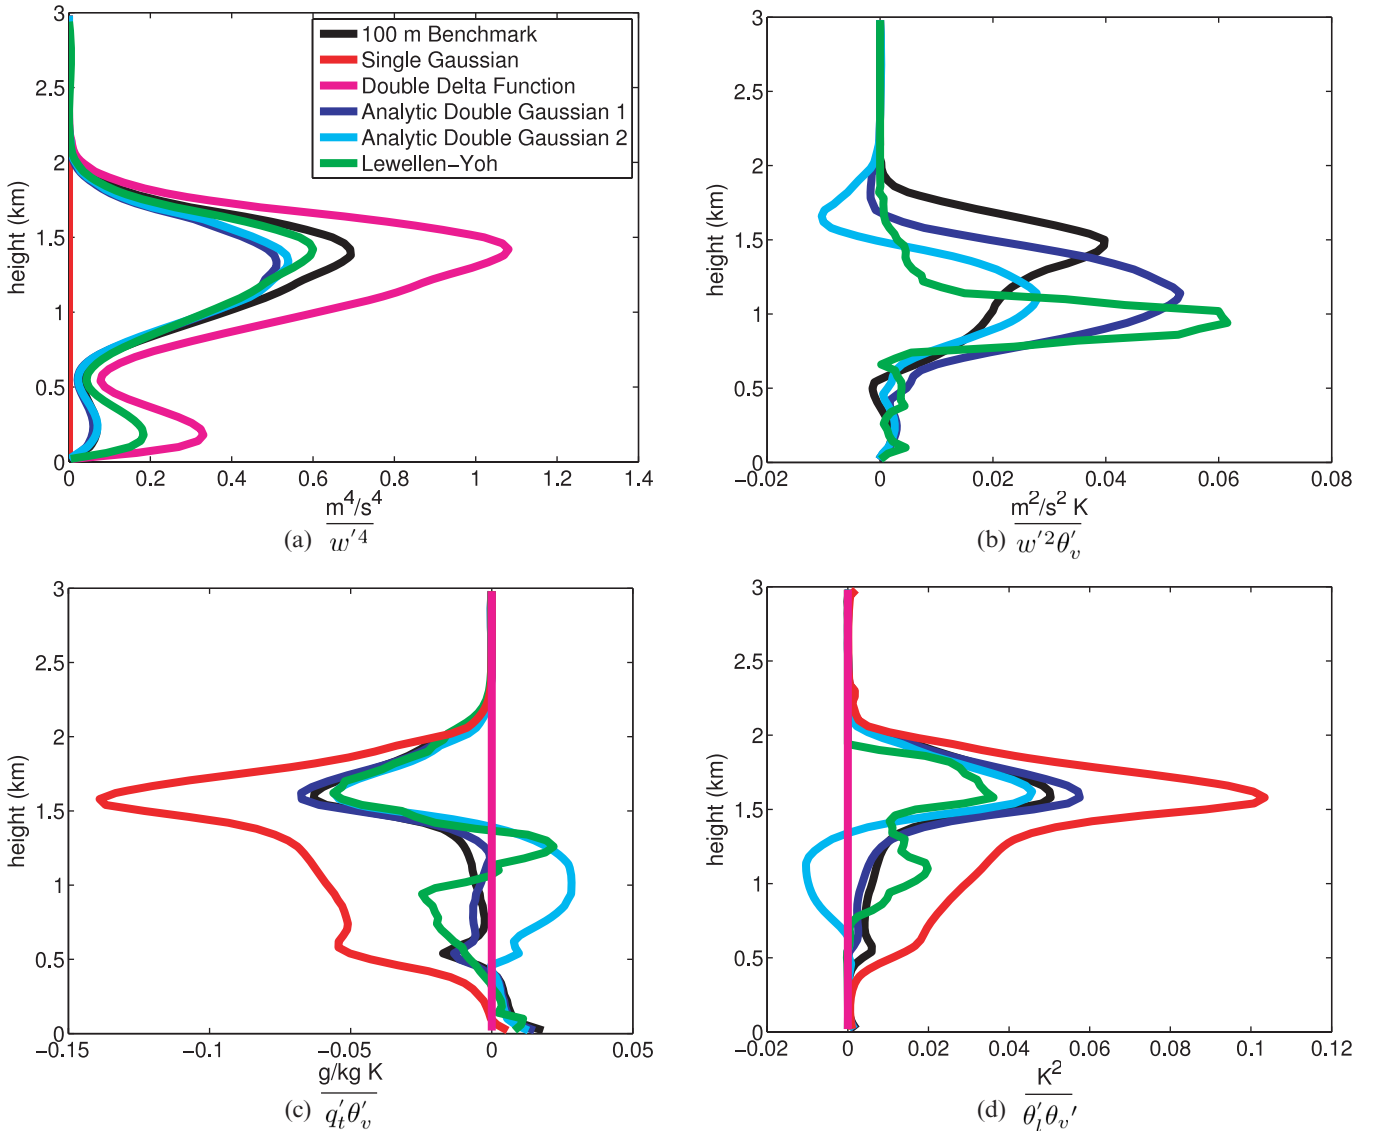 3
2.5
2
1.5
1
0.5
0
height (km)
0 0.2 0.4 0.6 0.8 1 1.2 1.4
m⁴/s⁴
(a) w′⁴
100 m Benchmark
Single Gaussian
Double Delta Function
Analytic Double Gaussian 1
Analytic Double Gaussian 2
Lewellen−Yoh
3
2.5
2
1.5
1
0.5
0
height (km)
−0.02 0 0.02 0.04 0.06 0.08
m²/s² K
(b) w′²θ′ᵥ
3
2.5
2
1.5
1
0.5
0
height (km)
−0.15 −0.1 −0.05 0 0.05
g/kg K
(c) q′ₜθ′ᵥ
3
2.5
2
1.5
1
0.5
0
height (km)
−0.02 0 0.02 0.04 0.06 0.08 0.1 0.12
K²
(d) θ′ₗθᵥ′